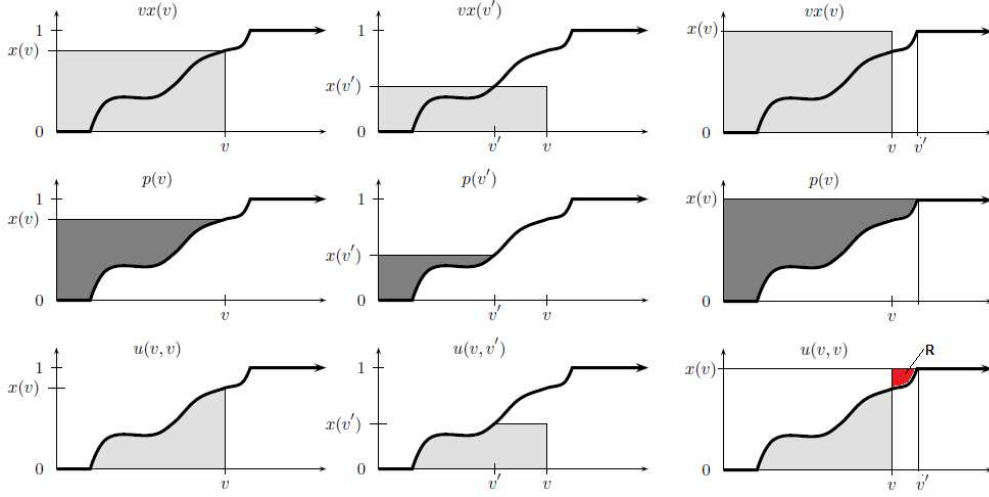 vx(v) vx(v') vx(v)
1 1 x(v)
x(v) x(v')
0 0 0
v v' v v v'
p(v) p(v') p(v)
1 1 x(v)
x(v) x(v')
0 0 0
v v' v v v'
u(v, v) u(v, v') u(v, v) R
1 1 x(v)
x(v) x(v')
0 0 0
v v' v v v'